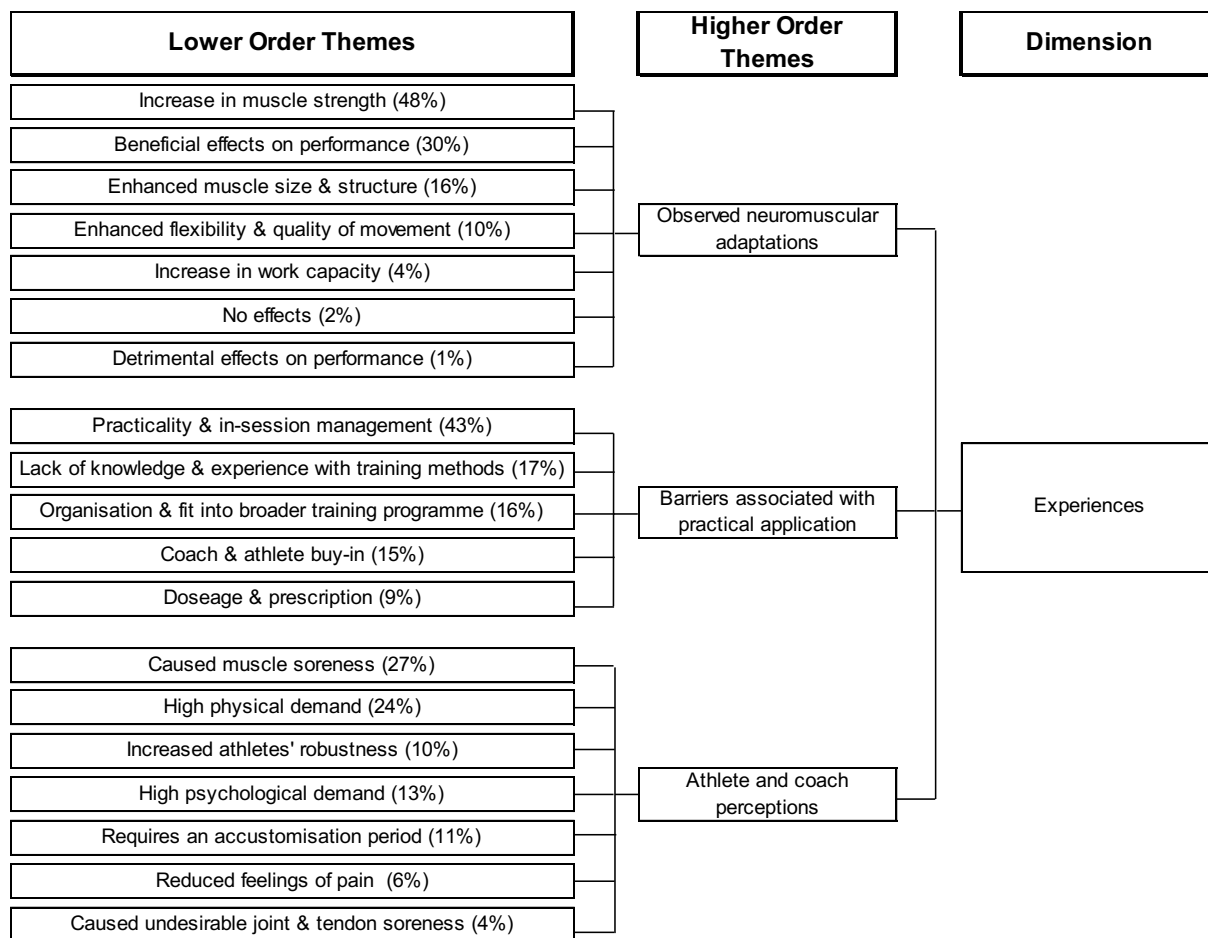 Lower Order Themes
Higher Order
Themes
Dimension
Increase in muscle strength (48%)
Beneficial effects on performance (30%)
Enhanced muscle size & structure (16%)
Enhanced flexibility & quality of movement (10%)
Increase in work capacity (4%)
No effects (2%)
Detrimental effects on performance (1%)
Observed neuromuscular
adaptations
Practicality & in-session management (43%)
Lack of knowledge & experience with training methods (17%)
Organisation & fit into broader training programme (16%)
Coach & athlete buy-in (15%)
Doseage & prescription (9%)
Barriers associated with
practical application
Experiences
Caused muscle soreness (27%)
High physical demand (24%)
Increased athletes' robustness (10%)
High psychological demand (13%)
Requires an accustomisation period (11%)
Reduced feelings of pain (6%)
Caused undesirable joint & tendon soreness (4%)
Athlete and coach
perceptions